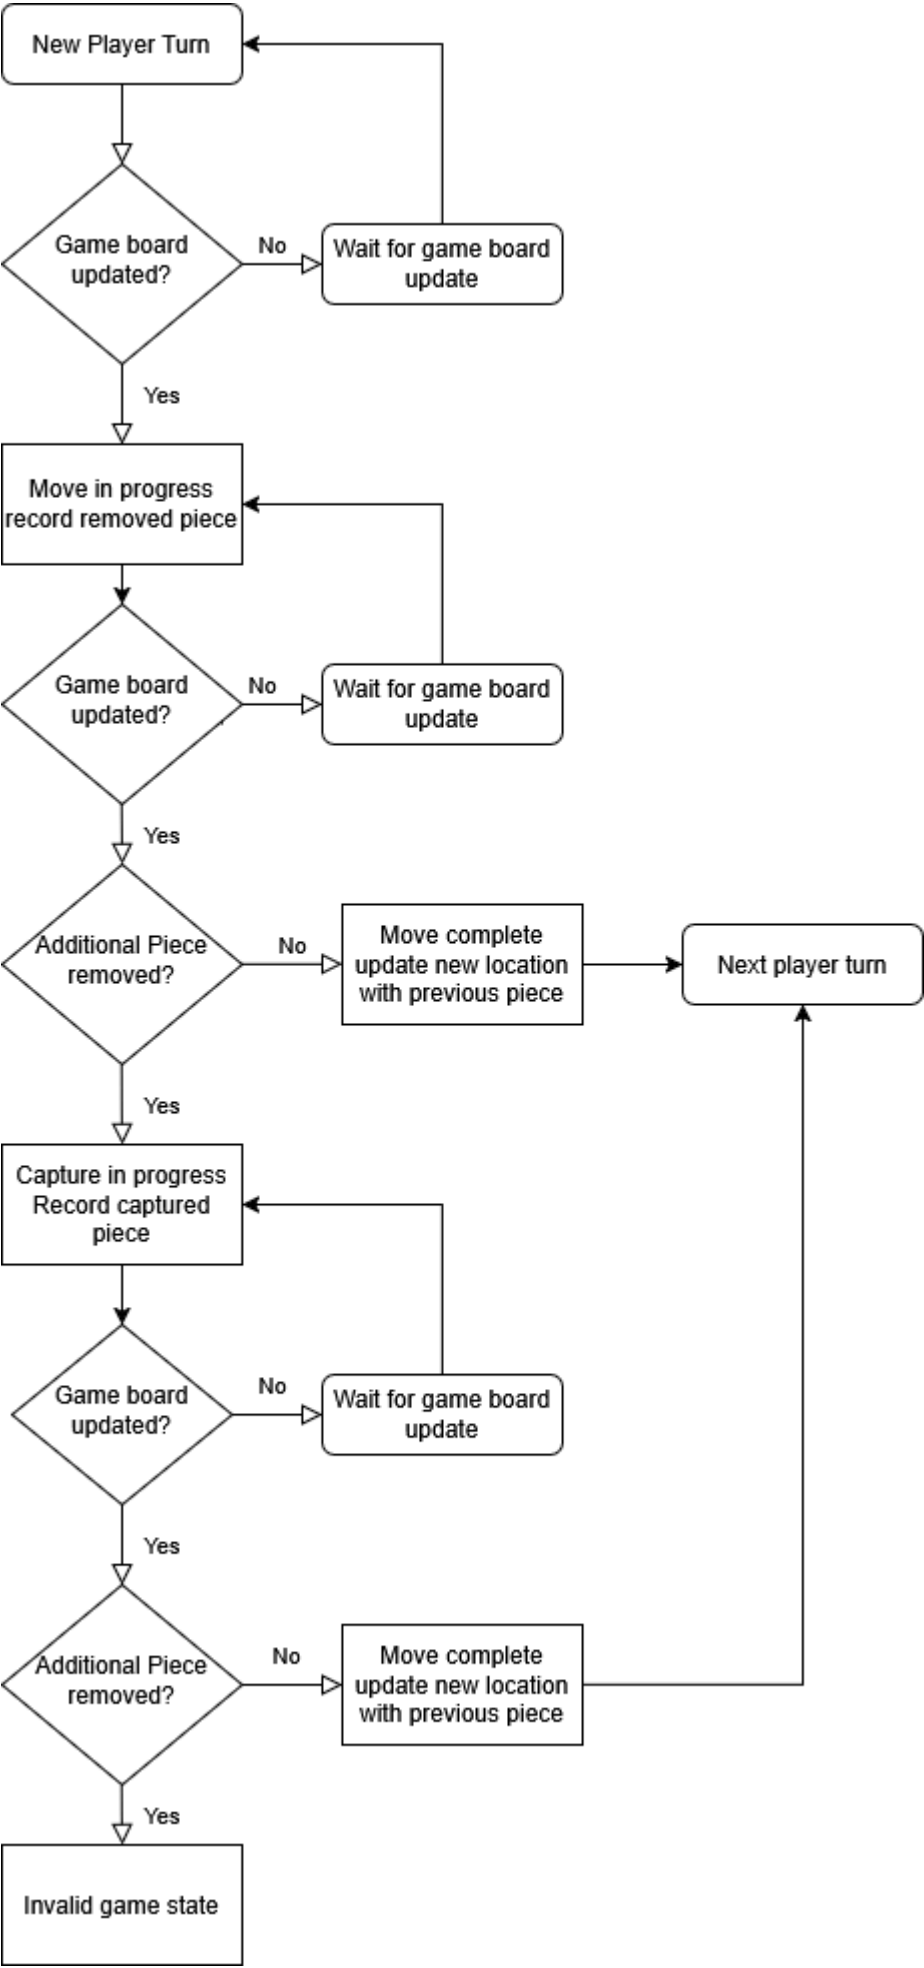 New Player Turn
Game board
updated?
No
Wait for game board
update
Yes
Move in progress
record removed piece
Game board
updated?
No
Wait for game board
update
Yes
Additional Piece
removed?
No
Move complete
update new location
with previous piece
Next player turn
Yes
Capture in progress
Record captured
piece
Game board
updated?
No
Wait for game board
update
Yes
Additional Piece
removed?
No
Move complete
update new location
with previous piece
Yes
Invalid game state